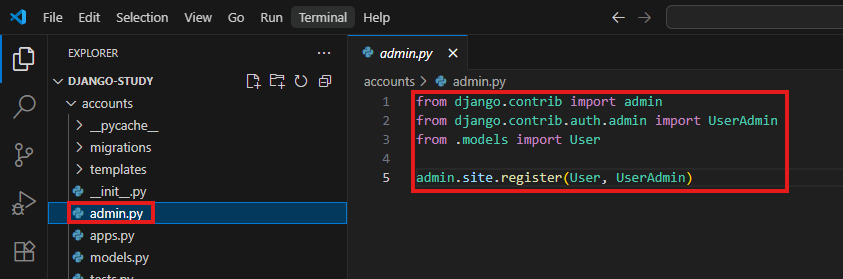 File Edit Selection View Go Run Terminal Help
EXPLORER
DJANGO-STUDY
accounts
__pycache__
migrations
templates
__init__.py
admin.py
apps.py
models.py
tests.py
admin.py
accounts > admin.py
1 from django.contrib import admin
2 from django.contrib.auth.admin import UserAdmin
3 from .models import User
4
5 admin.site.register(User, UserAdmin)